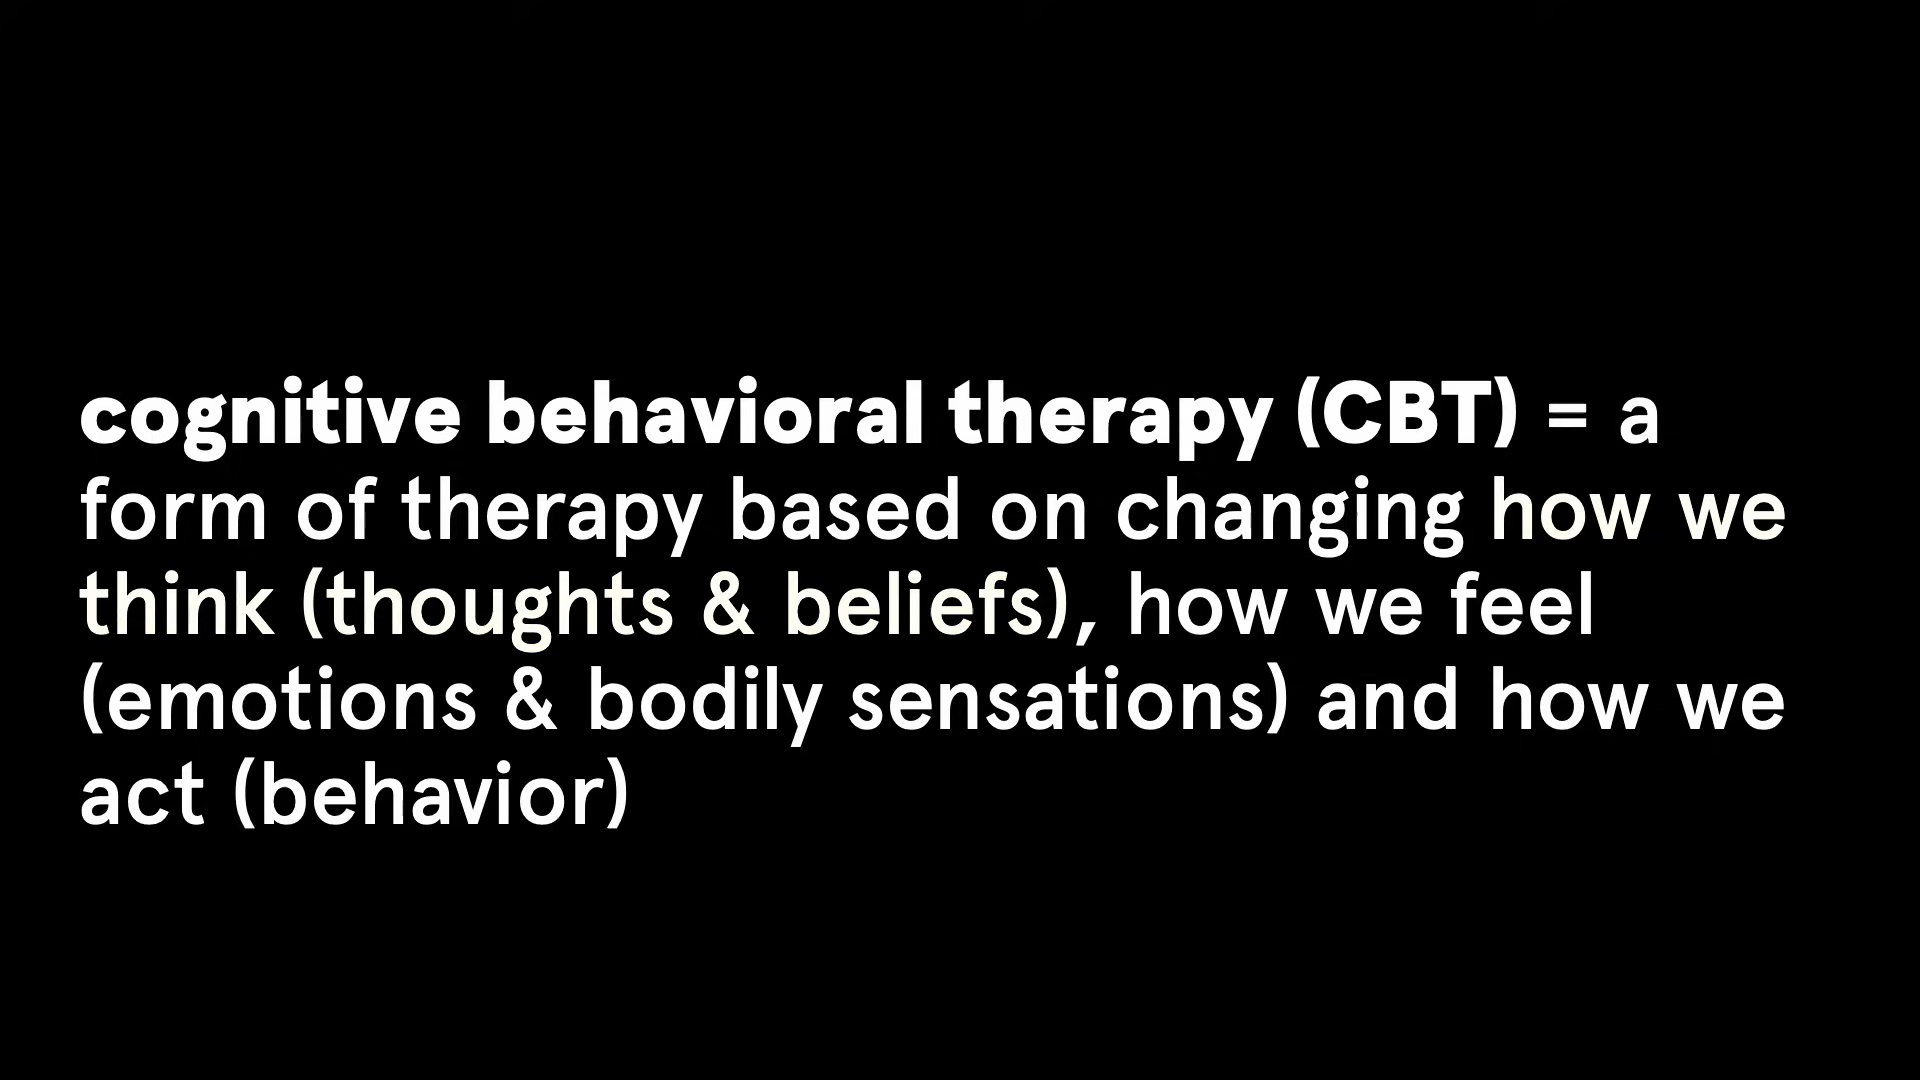 cognitive behavioral therapy (CBT) = a
form of therapy based on changing how we
think (thoughts & beliefs), how we feel
(emotions & bodily sensations) and how we
act (behavior)